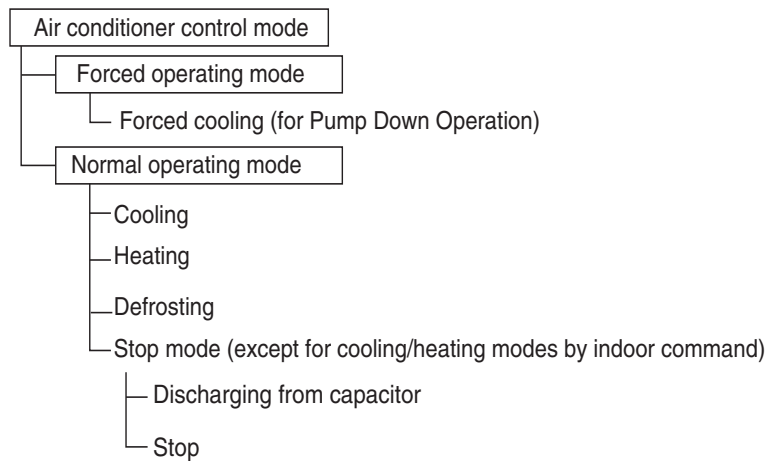 Air conditioner control mode
Forced operating mode
Forced cooling (for Pump Down Operation)
Normal operating mode
Cooling
Heating
Defrosting
Stop mode (except for cooling/heating modes by indoor command)
Discharging from capacitor
Stop